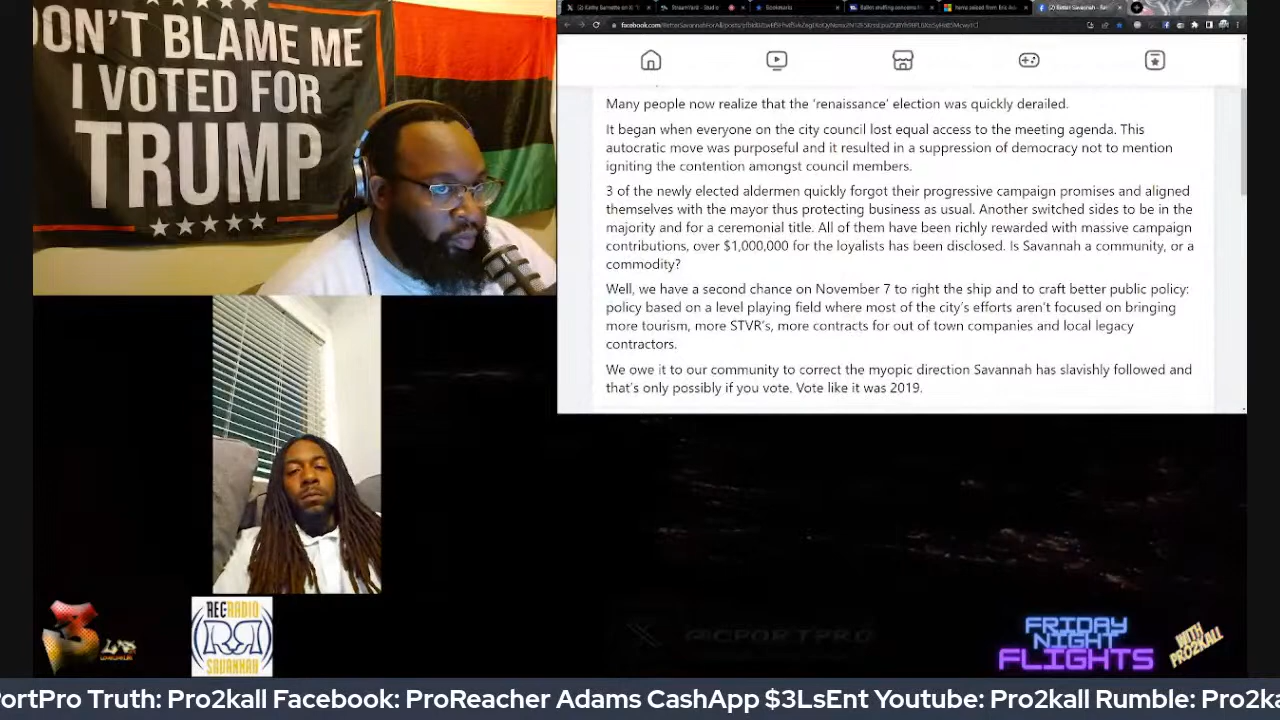 ON'T BLAME ME
I VOTED FOR
TRUMP
Many people now realize that the 'renaissance' election was quickly derailed.
It began when everyone on the city council lost equal access to the meeting agenda. This
autocratic move was purposeful and it resulted in a suppression of democracy not to mention
igniting the contention amongst council members.
3 of the newly elected aldermen quickly forgot their progressive campaign promises and aligned
themselves with the mayor thus protecting business as usual. Another switched sides to be in the
majority and for a ceremonial title. All of them have been richly rewarded with massive campaign
contributions, over $1,000,000 for the loyalists has been disclosed. Is Savannah a community, or a
commodity?
Well, we have a second chance on November 7 to right the ship and to craft better public policy:
policy based on a level playing field where most of the city's efforts aren't focused on bringing
more tourism, more STVR's, more contracts for out of town companies and local legacy
contractors.
We owe it to our community to correct the myopic direction Savannah has slavishly followed and
that's only possibly if you vote. Vote like it was 2019.
3
REC-RADIO
RR
SAVANNAH
X @CPORTPRO
FRIDAY
NIGHT
FLIGHTS
WITH
PRO2KALL
PortPro Truth: Pro2kall Facebook: ProReacher Adams CashApp $3LsEnt Youtube: Pro2kall Rumble: Pro2ka